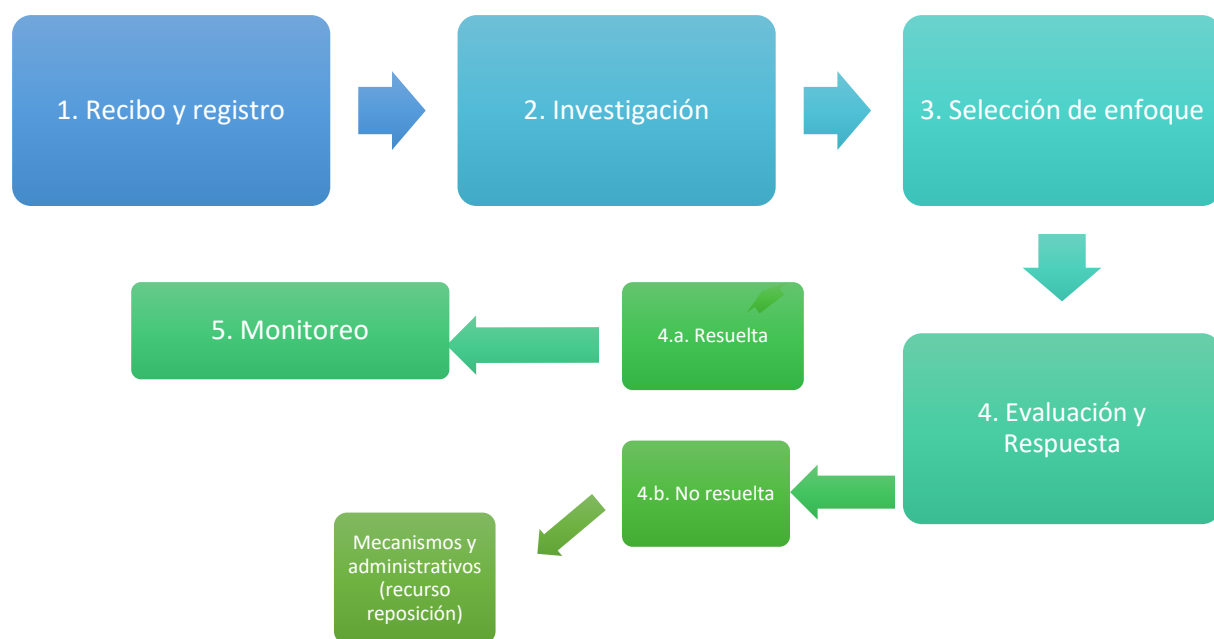 1. Recibo y registro
2. Investigación
3. Selección de enfoque
4. Evaluación y
Respuesta
4.a. Resuelta
5. Monitoreo
4.b. No resuelta
Mecanismos y
administrativos
(recurso
reposición)